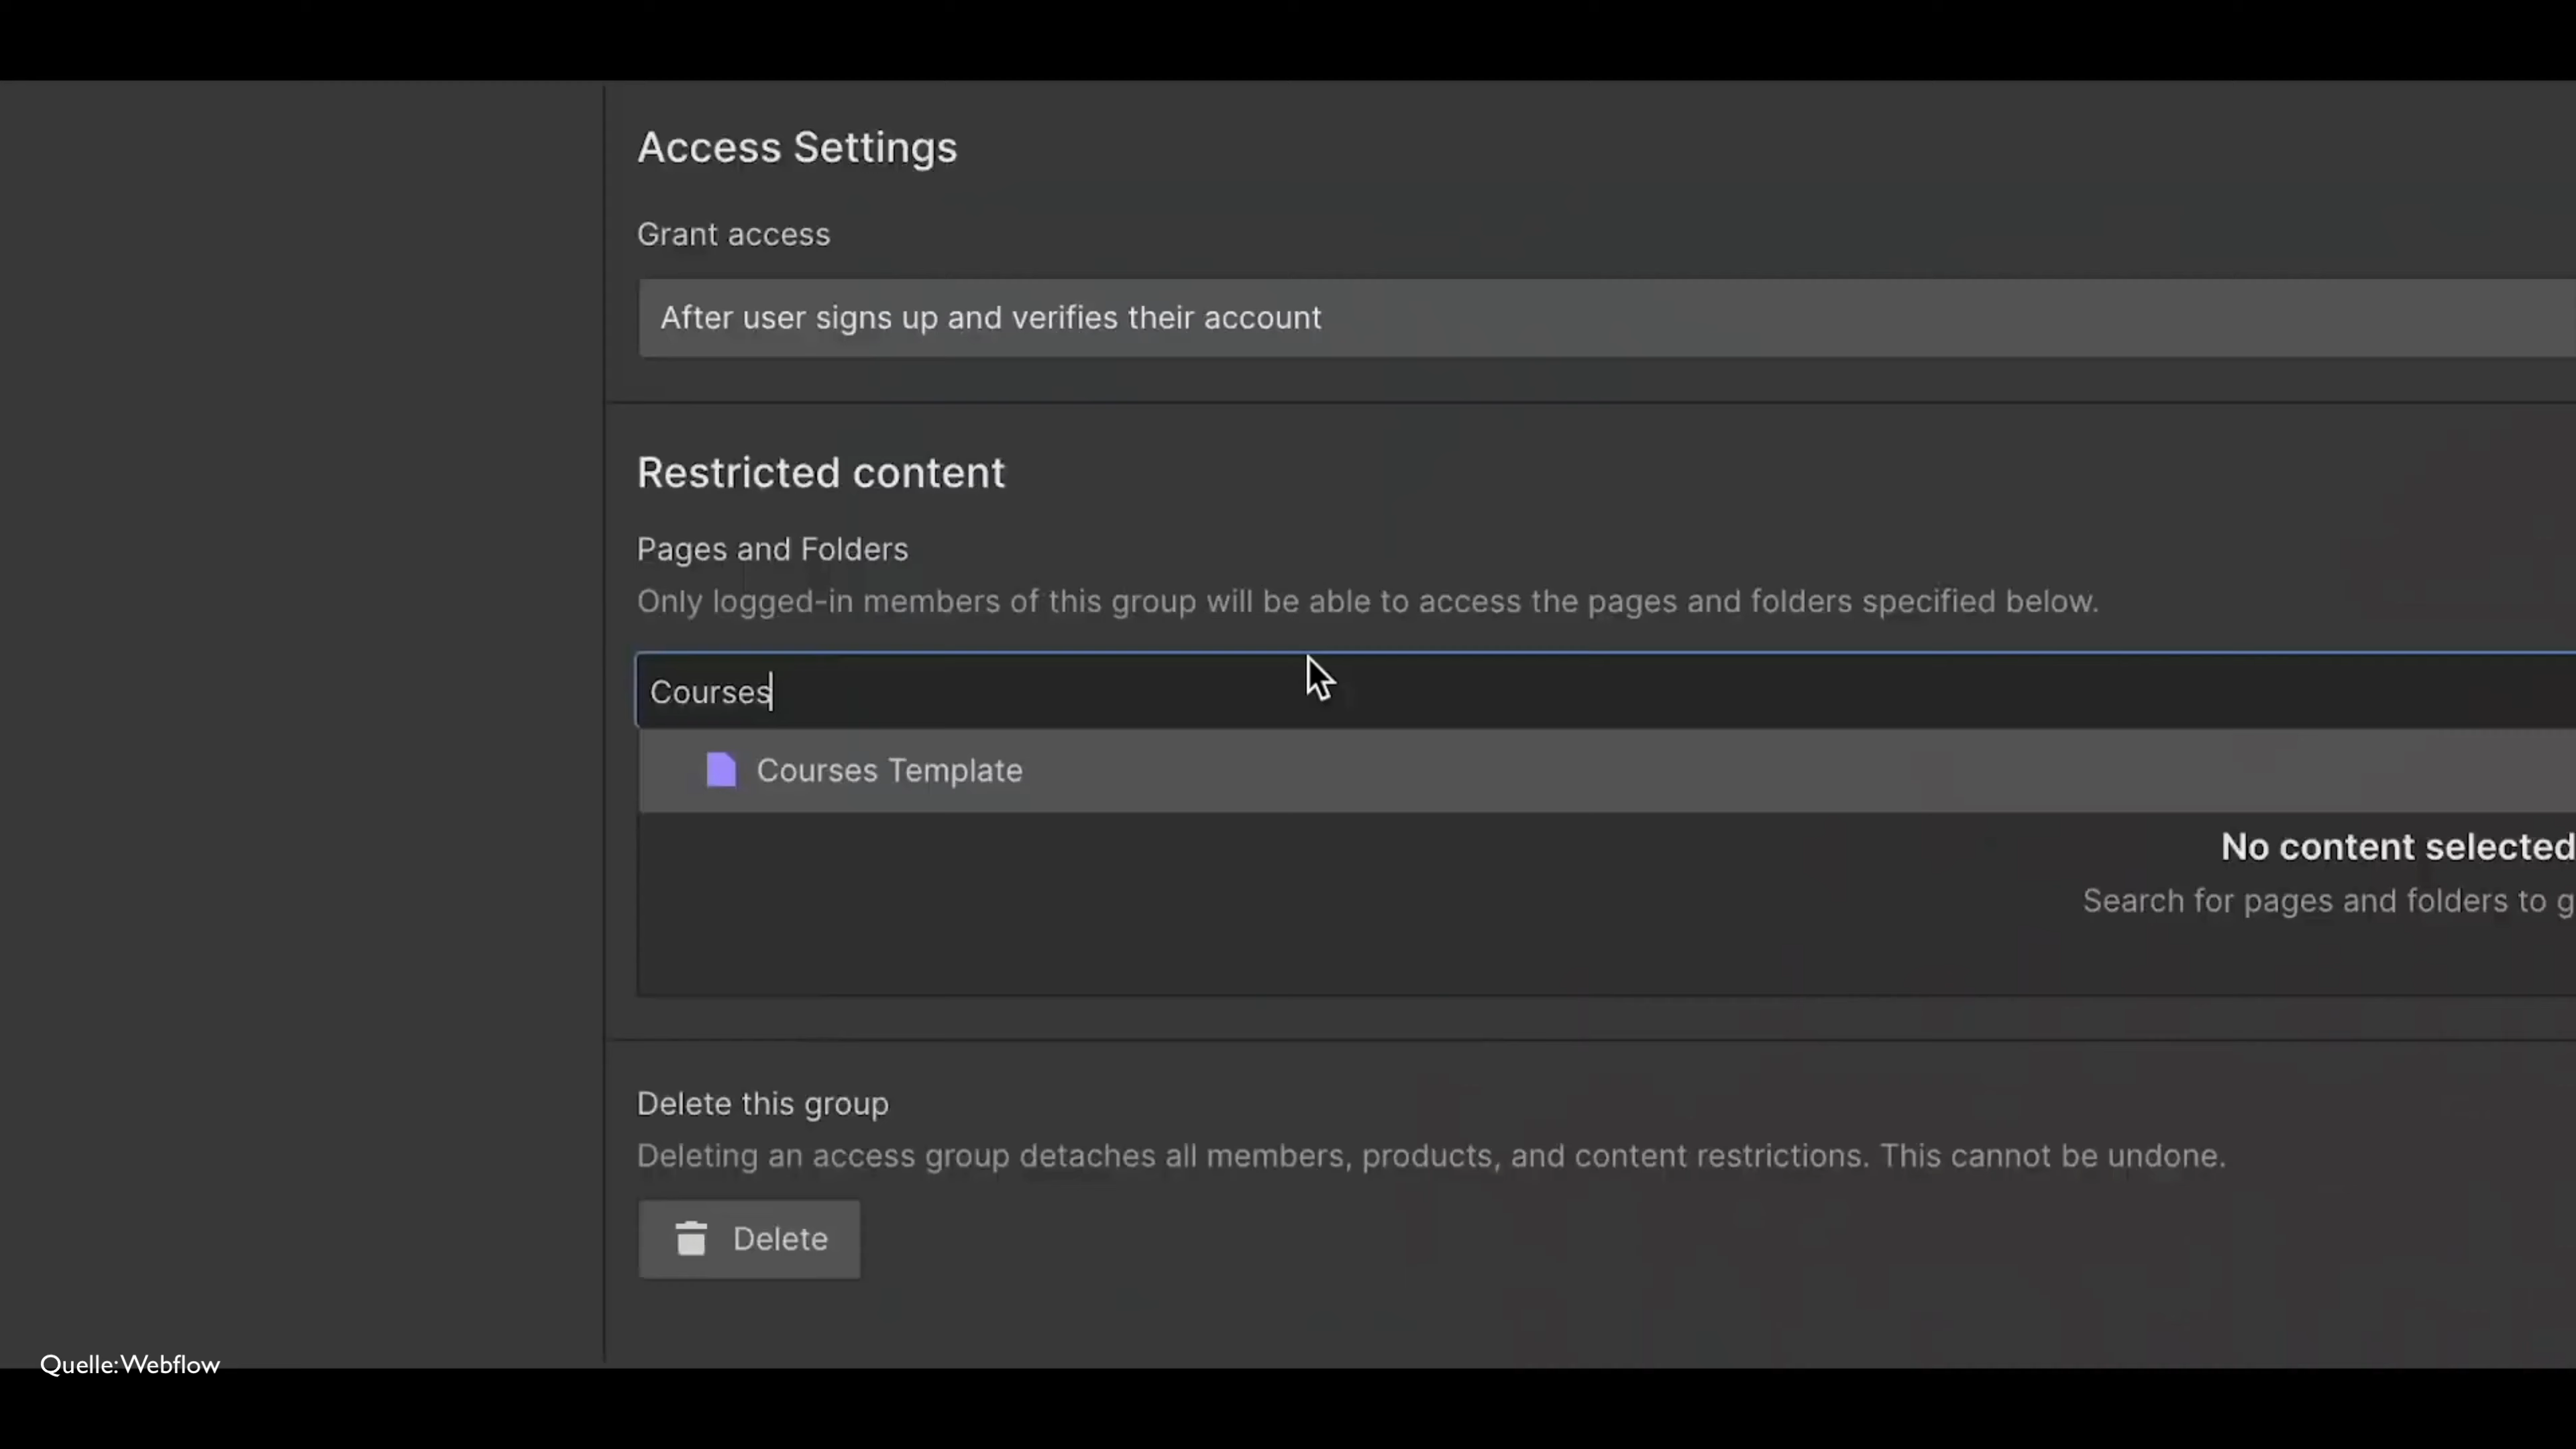 Access Settings
Grant access
After user signs up and verifies their account
Restricted content
Pages and Folders
Only logged-in members of this group will be able to access the pages and folders specified below.
Courses
Courses Template
No content selected
Search for pages and folders to g
Delete this group
Deleting an access group detaches all members, products, and content restrictions. This cannot be undone.
Delete
Quelle:Webflow